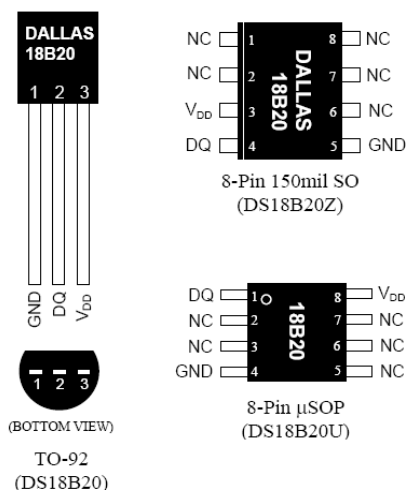 DALLAS
18B20
1 2 3
GND DQ VDD
1 2 3
(BOTTOM VIEW)
TO-92
(DS18B20)
NC 1 8 NC
NC 2 7 NC
VDD 3 6 NC
DQ 4 5 GND
DALLAS
18B20
8-Pin 150mil SO
(DS18B20Z)
DQ 1 8 VDD
NC 2 7 NC
NC 3 6 NC
GND 4 5 NC
18B20
8-Pin µSOP
(DS18B20U)